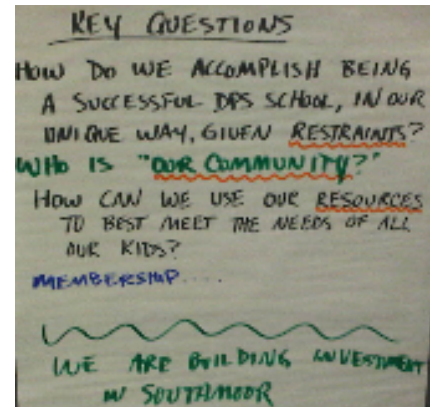 KEY QUESTIONS
HOW DO WE ACCOMPLISH BEING
A SUCCESSFUL DPS SCHOOL, IN OUR
UNIQUE WAY, GIVEN RESTRAINTS?
WHO IS "OUR COMMUNITY?"
HOW CAN WE USE OUR RESOURCES
TO BEST MEET THE NEEDS OF ALL
OUR KIDS?
MEMBERSHIP....
WE ARE BUILDING INVESTMENT
W/ SOUTHMOOR